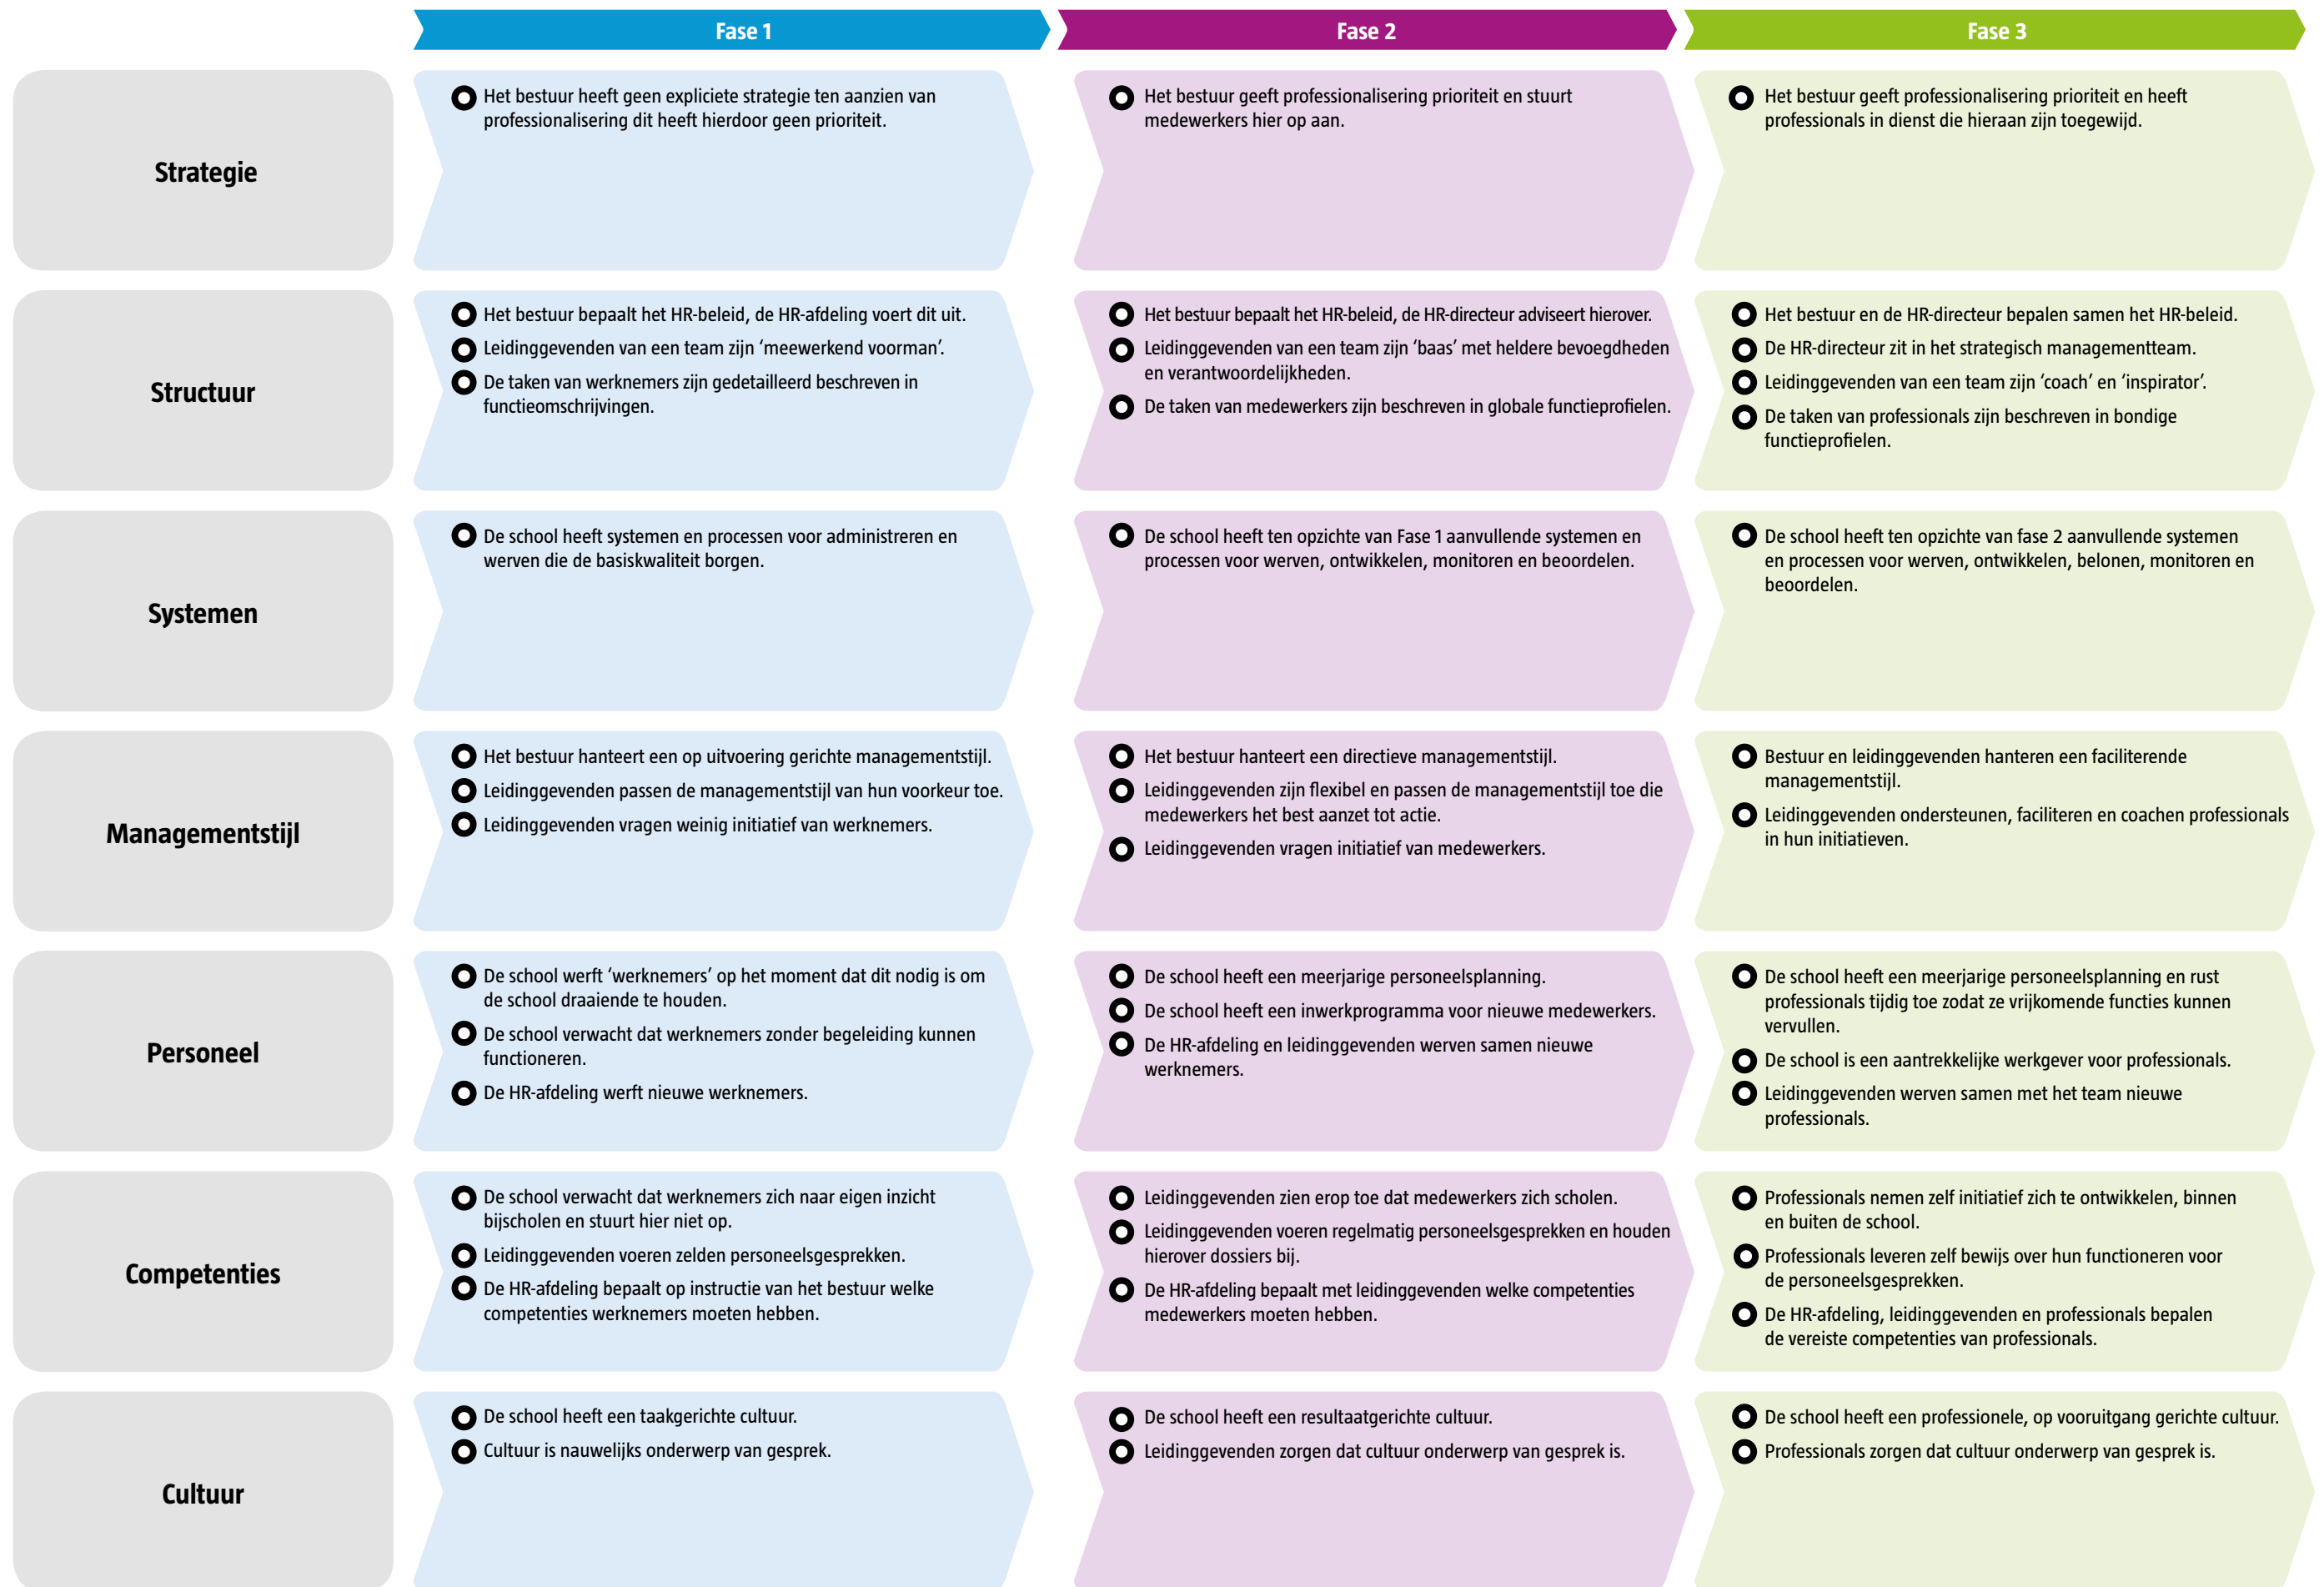 Fase 1
Fase 2
Fase 3
Strategie
Het bestuur heeft geen expliciete strategie ten aanzien van
professionalisering dit heeft hierdoor geen prioriteit.
Het bestuur geeft professionalisering prioriteit en stuurt
medewerkers hier op aan.
Het bestuur geeft professionalisering prioriteit en heeft
professionals in dienst die hieraan zijn toegewijd.
Structuur
Het bestuur bepaalt het HR-beleid, de HR-afdeling voert dit uit.
Leidinggevenden van een team zijn ‘meewerkend voorman’.
De taken van werknemers zijn gedetailleerd beschreven in
functieomschrijvingen.
Het bestuur bepaalt het HR-beleid, de HR-directeur adviseert hierover.
Leidinggevenden van een team zijn ‘baas’ met heldere bevoegdheden
en verantwoordelijkheden.
De taken van medewerkers zijn beschreven in globale functieprofielen.
Het bestuur en de HR-directeur bepalen samen het HR-beleid.
De HR-directeur zit in het strategisch managementteam.
Leidinggevenden van een team zijn ‘coach’ en ‘inspirator’.
De taken van professionals zijn beschreven in bondige
functieprofielen.
Systemen
De school heeft systemen en processen voor administreren en
werven die de basiskwaliteit borgen.
De school heeft ten opzichte van Fase 1 aanvullende systemen en
processen voor werven, ontwikkelen, monitoren en beoordelen.
De school heeft ten opzichte van fase 2 aanvullende systemen
en processen voor werven, ontwikkelen, belonen, monitoren en
beoordelen.
Managementstijl
Het bestuur hanteert een op uitvoering gerichte managementstijl.
Leidinggevenden passen de managementstijl van hun voorkeur toe.
Leidinggevenden vragen weinig initiatief van werknemers.
Het bestuur hanteert een directieve managementstijl.
Leidinggevenden zijn flexibel en passen de managementstijl toe die
medewerkers het best aanzet tot actie.
Leidinggevenden vragen initiatief van medewerkers.
Bestuur en leidinggevenden hanteren een faciliterende
managementstijl.
Leidinggevenden ondersteunen, faciliteren en coachen professionals
in hun initiatieven.
Personeel
De school werft ‘werknemers’ op het moment dat dit nodig is om
de school draaiende te houden.
De school verwacht dat werknemers zonder begeleiding kunnen
functioneren.
De HR-afdeling werft nieuwe werknemers.
De school heeft een meerjarige personeelsplanning.
De school heeft een inwerkprogramma voor nieuwe medewerkers.
De HR-afdeling en leidinggevenden werven samen nieuwe
werknemers.
De school heeft een meerjarige personeelsplanning en rust
professionals tijdig toe zodat ze vrijkomende functies kunnen
vervullen.
De school is een aantrekkelijke werkgever voor professionals.
Leidinggevenden werven samen met het team nieuwe
professionals.
Competenties
De school verwacht dat werknemers zich naar eigen inzicht
bijscholen en stuurt hier niet op.
Leidinggevenden voeren zelden personeelsgesprekken.
De HR-afdeling bepaalt op instructie van het bestuur welke
competenties werknemers moeten hebben.
Leidinggevenden zien erop toe dat medewerkers zich scholen.
Leidinggevenden voeren regelmatig personeelsgesprekken en houden
hierover dossiers bij.
De HR-afdeling bepaalt met leidinggevenden welke competenties
medewerkers moeten hebben.
Professionals nemen zelf initiatief zich te ontwikkelen, binnen
en buiten de school.
Professionals leveren zelf bewijs over hun functioneren voor
de personeelsgesprekken.
De HR-afdeling, leidinggevenden en professionals bepalen
de vereiste competenties van professionals.
Cultuur
De school heeft een taakgerichte cultuur.
Cultuur is nauwelijks onderwerp van gesprek.
De school heeft een resultaatgerichte cultuur.
Leidinggevenden zorgen dat cultuur onderwerp van gesprek is.
De school heeft een professionele, op vooruitgang gerichte cultuur.
Professionals zorgen dat cultuur onderwerp van gesprek is.